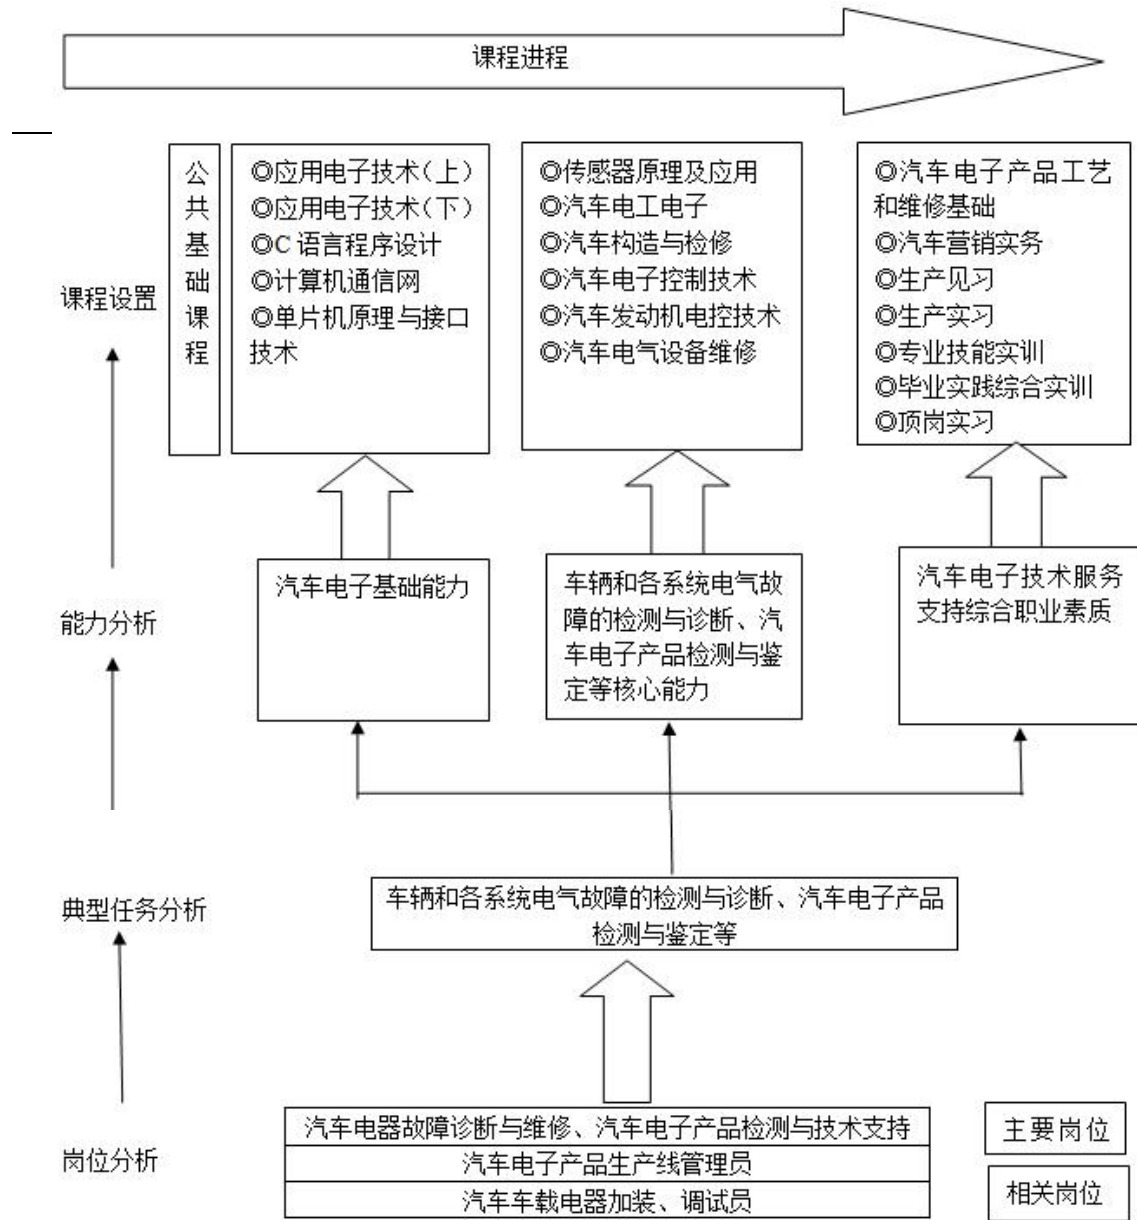 课程进程
公
共
基
础
课
程
◎应用电子技术(上)
◎应用电子技术(下)
◎C 语言程序设计
◎计算机通信网
◎单片机原理与接口
技术
◎传感器原理及应用
◎汽车电工电子
◎汽车构造与检修
◎汽车电子控制技术
◎汽车发动机电控技术
◎汽车电气设备维修
◎汽车电子产品工艺
和维修基础
◎汽车营销实务
◎生产见习
◎生产实习
◎专业技能实训
◎毕业实践综合实训
◎顶岗实习
课程设置
能力分析
汽车电子基础能力
车辆和各系统电气故
障的检测与诊断、汽
车电子产品检测与鉴
定等核心能力
汽车电子技术服务
支持综合职业素质
典型任务分析
车辆和各系统电气故障的检测与诊断、汽车电子产品
检测与鉴定等
岗位分析
汽车电器故障诊断与维修、汽车电子产品检测与技术支持
汽车电子产品生产线管理员
汽车车载电器加装、调试员
主要岗位
相关岗位